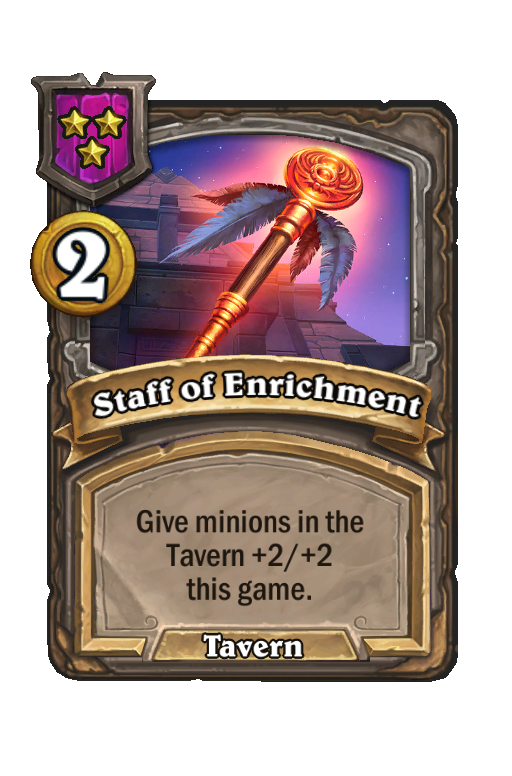 2
Staff of Enrichment
Give minions in the
Tavern +2/+2
this game.
Tavern